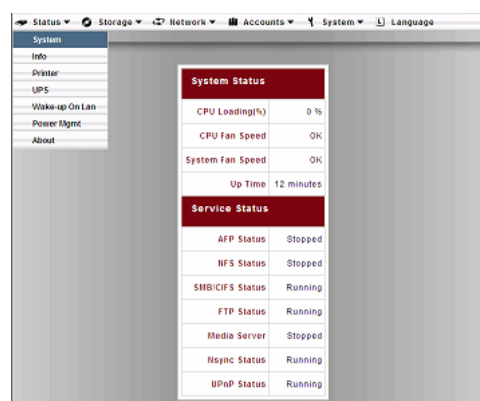 Status Storage Network Accounts System Language
System
Info
Printer
UPS
Wake-up On Lan
Power Mgmt
About
System Status
CPU Loading(%) 0 %
CPU Fan Speed OK
System Fan Speed OK
Up Time 12 minutes
Service Status
AFP Status Stopped
NFS Status Stopped
SMB/CIFS Status Running
FTP Status Running
Media Server Stopped
Nsync Status Running
UPnP Status Running